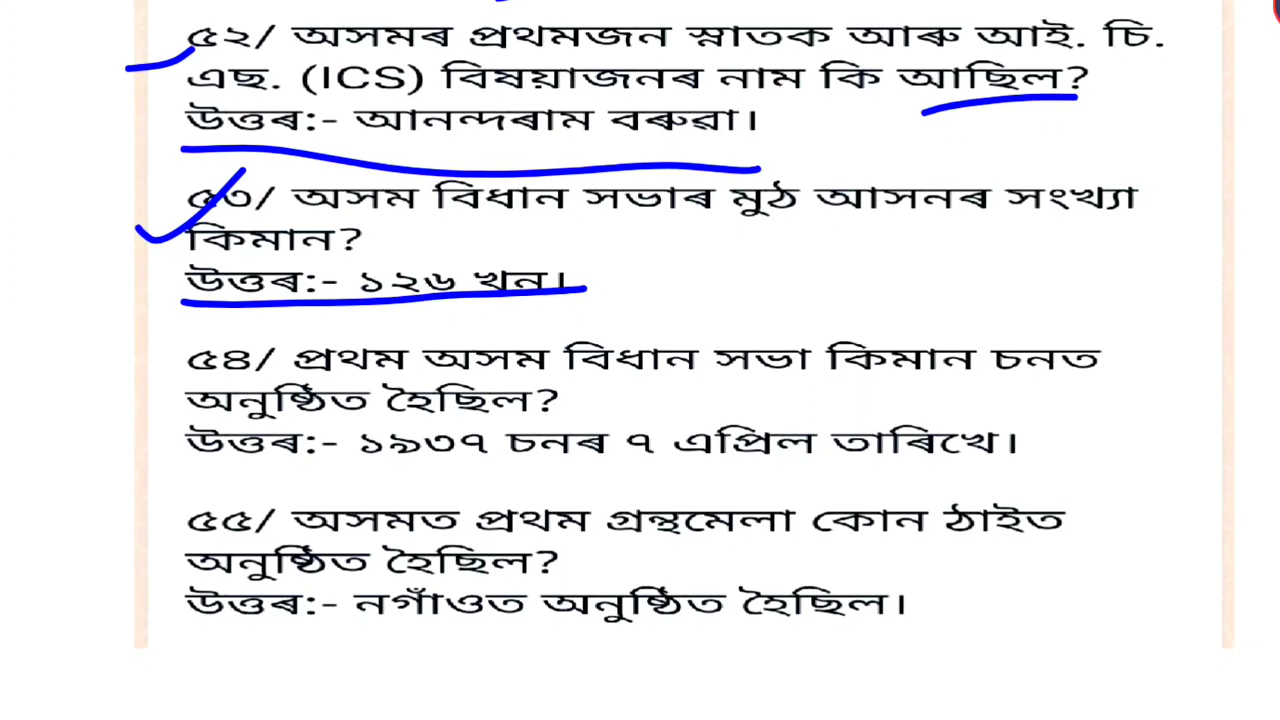 ৫২/ অসমৰ প্ৰথমজন স্নাতক আৰু আই. চি.
এছ. (ICS) বিষয়াজনৰ নাম কি আছিল?
উত্তৰ:- আনন্দৰাম বৰুৱা।
৫৩/ অসম বিধান সভাৰ মুঠ আসনৰ সংখ্যা
কিমান?
উত্তৰ:- ১২৬ খন।
৫৪/ প্ৰথম অসম বিধান সভা কিমান চনত
অনুষ্ঠিত হৈছিল?
উত্তৰ:- ১৯৩৭ চনৰ ৭ এপ্ৰিল তাৰিখে।
৫৫/ অসমত প্ৰথম গ্ৰন্থমেলা কোন ঠাইত
অনুষ্ঠিত হৈছিল?
উত্তৰ:- নগাঁওত অনুষ্ঠিত হৈছিল।